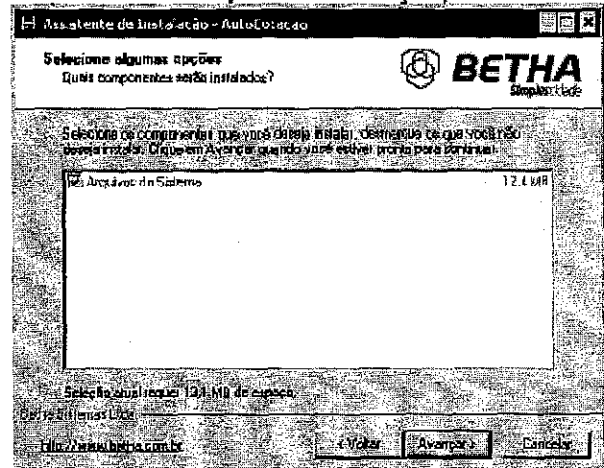 Assistente de Instalação - AutoCotacao
Selecione algumas opções
Quais componentes serão instalados?
BETHA
Simplicidade
Selecione os componentes que você deseja instalar, desmarque os que você não
deseja instalar. Clique em Avançar quando você estiver pronto para continuar.
Arquivos do Sistema 12,4 MB
Seleção atual requer 13,1 MB de espaço.
Betha Sistemas Ltda
http://www.betha.com.br
< Voltar Avançar > Cancelar